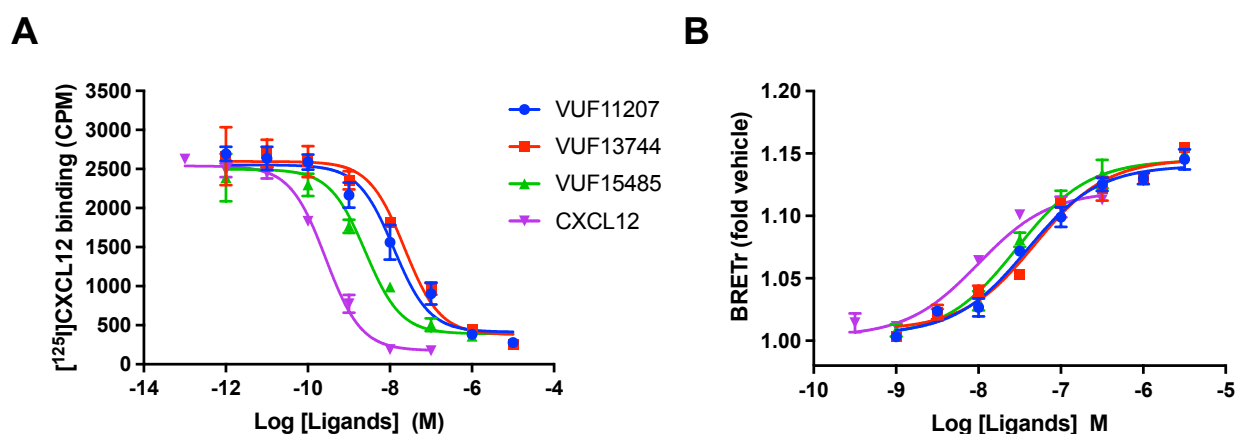 A
[¹²⁵I]CXCL12 binding (CPM)
3500
3000
2500
2000
1500
1000
500
0
-14
-12
-10
-8
-6
-4
Log [Ligands] (M)
VUF11207
VUF13744
VUF15485
CXCL12
B
BRETr (fold vehicle)
1.20
1.15
1.10
1.05
1.00
-10
-9
-8
-7
-6
-5
Log [Ligands] M